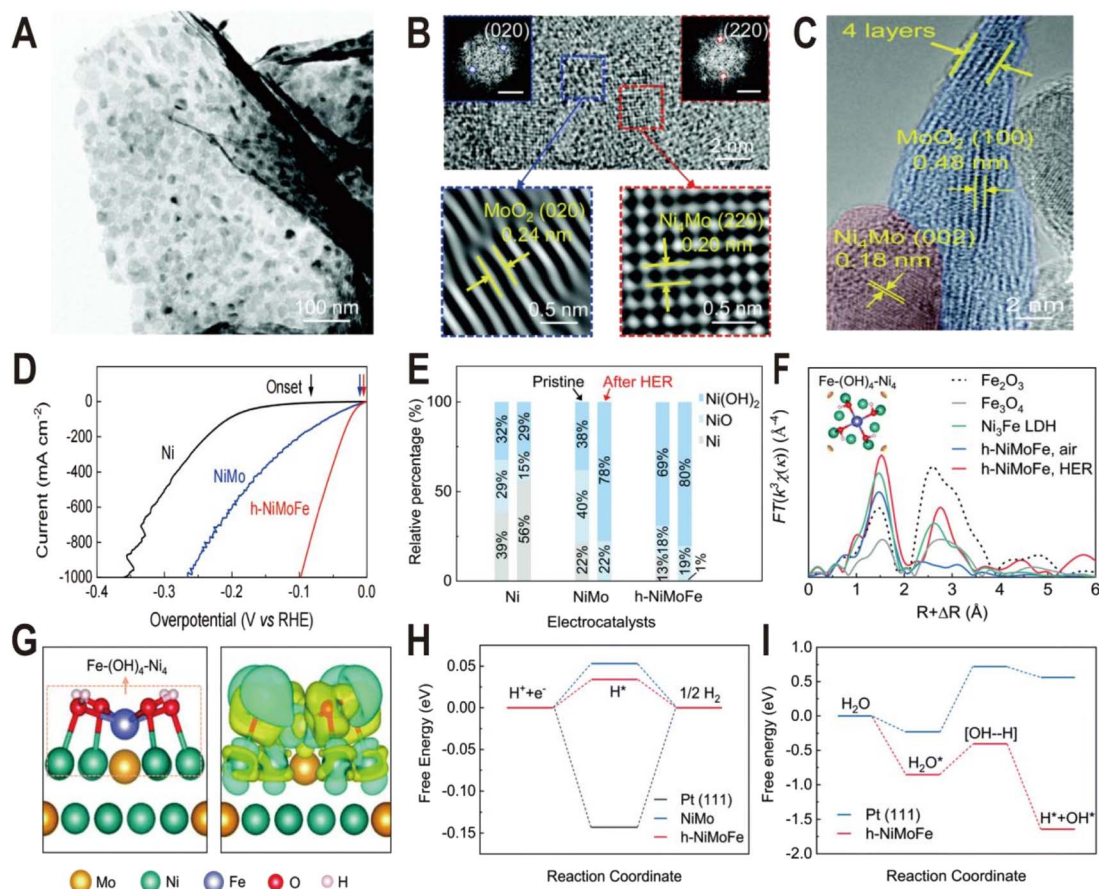 A
100 nm
B
(020)
(220)
2 nm
MoO₂ (020)
0.24 nm
0.5 nm
Ni₄Mo (220)
0.20 nm
0.5 nm
C
4 layers
MoO₂ (100)
0.48 nm
Ni₄Mo (002)
0.18 nm
2 nm
D
Onset
Ni
NiMo
h-NiMoFe
0
-200
-400
-600
-800
-1000
Current (mA cm⁻²)
-0.4
-0.3
-0.2
-0.1
0.0
Overpotential (V vs RHE)
E
Pristine
After HER
Ni(OH)₂
NiO
Ni
100
80
60
40
20
0
Relative percentage (%)
32%
29%
39%
29%
15%
56%
38%
40%
22%
78%
22%
69%
18%
13%
80%
19%
1%
Ni
NiMo
h-NiMoFe
Electrocatalysts
F
Fe-(OH)₄-Ni₄
Fe₂O₃
Fe₃O₄
Ni₃Fe LDH
h-NiMoFe, air
h-NiMoFe, HER
FT(k³χ(κ)) (Å⁻⁴)
0
1
2
3
4
5
6
R+ΔR (Å)
G
Fe-(OH)₄-Ni₄
Mo
Ni
Fe
O
H
H
0.05
0.00
-0.05
-0.10
-0.15
Free Energy (eV)
H⁺+e⁻
H*
1/2 H₂
Pt (111)
NiMo
h-NiMoFe
Reaction Coordinate
I
1.0
0.5
0.0
-0.5
-1.0
-1.5
-2.0
Free energy (eV)
H₂O
H₂O*
[OH--H]
H*+OH*
Pt (111)
h-NiMoFe
Reaction Coordinate